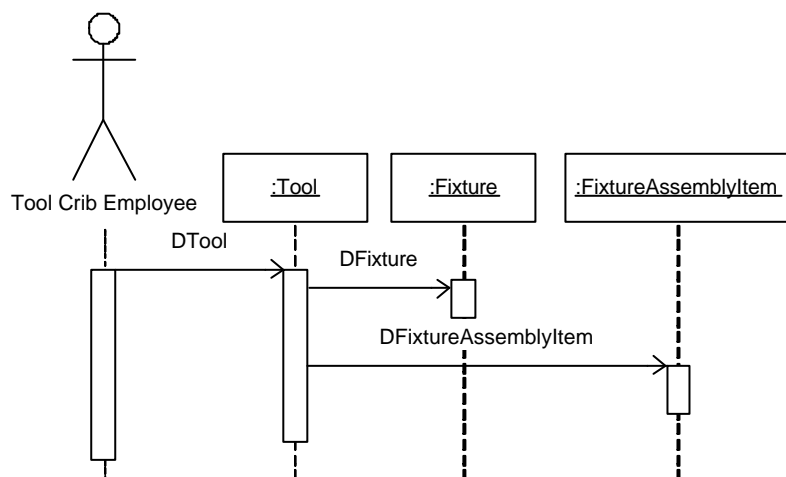 :Tool
:Fixture
:FixtureAssemblyItem
Tool Crib Employee
DTool
DFixture
DFixtureAssemblyItem